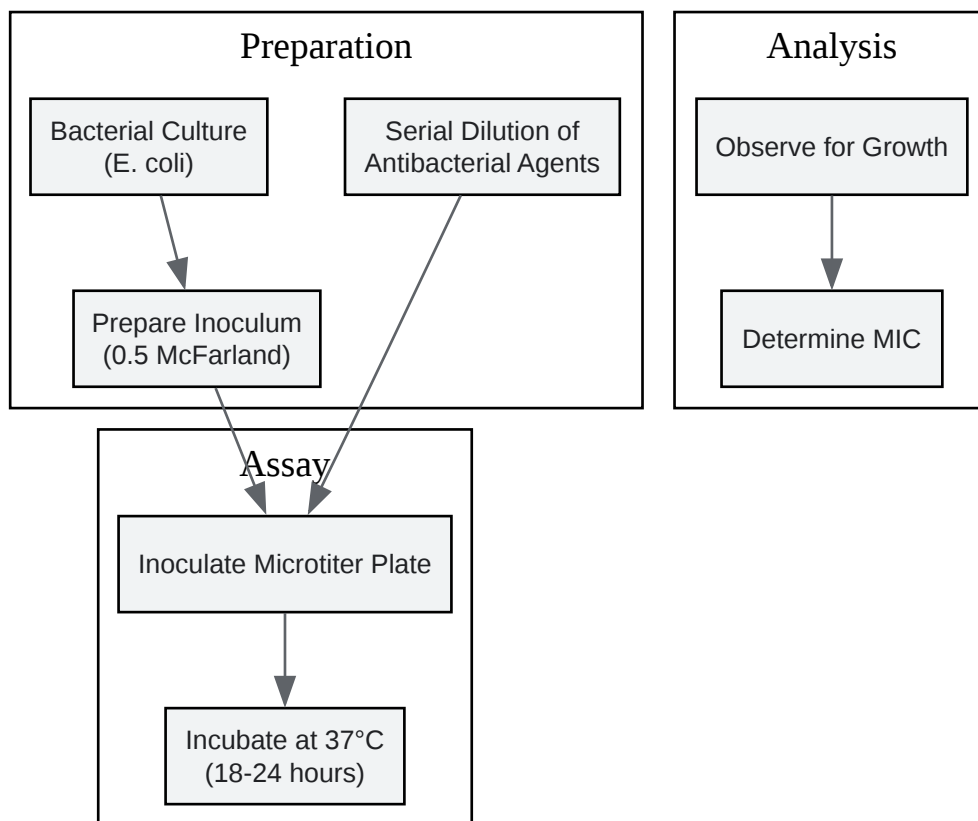 Preparation
Bacterial Culture
(E. coli)
Serial Dilution of
Antibacterial Agents
Prepare Inoculum
(0.5 McFarland)
Analysis
Observe for Growth
Determine MIC
Assay
Inoculate Microtiter Plate
Incubate at 37°C
(18-24 hours)